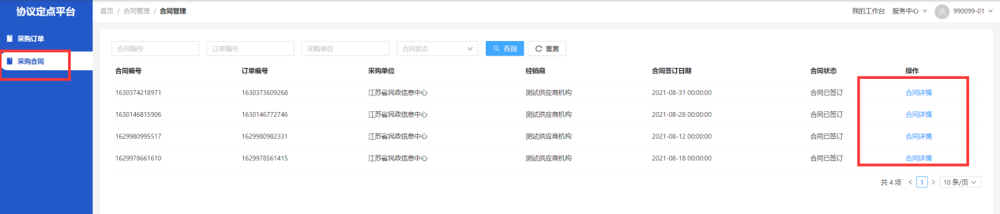 协议定点平台
首页 / 合同管理 / 合同管理
我的工作台 服务中心 990099-01
采购订单
采购合同
合同编号 订单编号 采购单位 合同状态 查询 重置
合同编号 订单编号 采购单位 经销商 合同签订日期 合同状态 操作
1630374218971 1630373609268 江苏省民政信息中心 测试供应商机构 2021-08-31 00:00:00 合同已签订 合同详情
1630146815906 1630146772746 江苏省民政信息中心 测试供应商机构 2021-08-28 00:00:00 合同已签订 合同详情
1629980995517 1629980982331 江苏省民政信息中心 测试供应商机构 2021-08-12 00:00:00 合同已签订 合同详情
1629978661610 1629978561415 江苏省民政信息中心 测试供应商机构 2021-08-18 00:00:00 合同已签订 合同详情
共 4 项 < 1 > 10 条/页